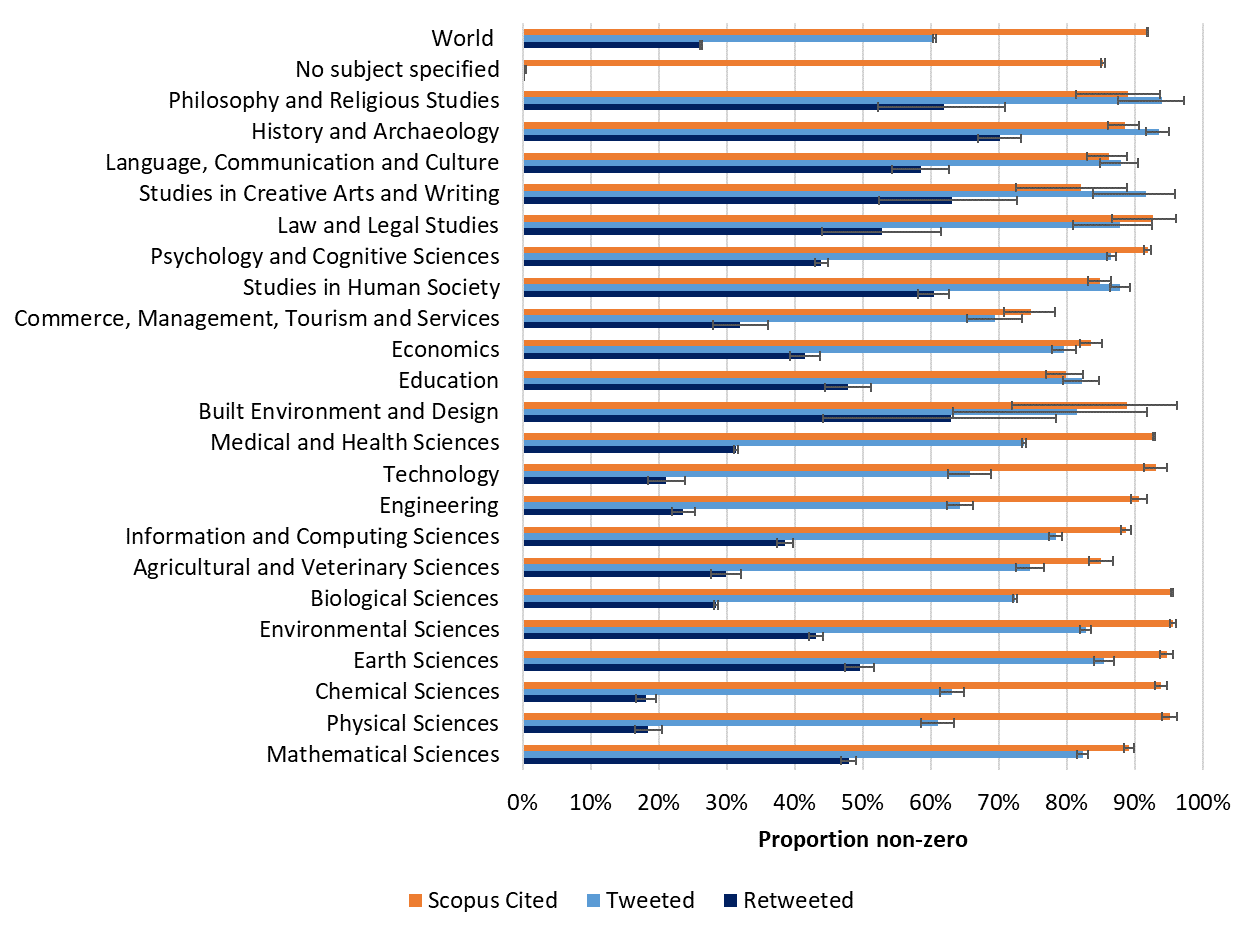 World
No subject specified
Philosophy and Religious Studies
History and Archaeology
Language, Communication and Culture
Studies in Creative Arts and Writing
Law and Legal Studies
Psychology and Cognitive Sciences
Studies in Human Society
Commerce, Management, Tourism and Services
Economics
Education
Built Environment and Design
Medical and Health Sciences
Technology
Engineering
Information and Computing Sciences
Agricultural and Veterinary Sciences
Biological Sciences
Environmental Sciences
Earth Sciences
Chemical Sciences
Physical Sciences
Mathematical Sciences
0% 10% 20% 30% 40% 50% 60% 70% 80% 90% 100%
Proportion non-zero
Scopus Cited Tweeted Retweeted